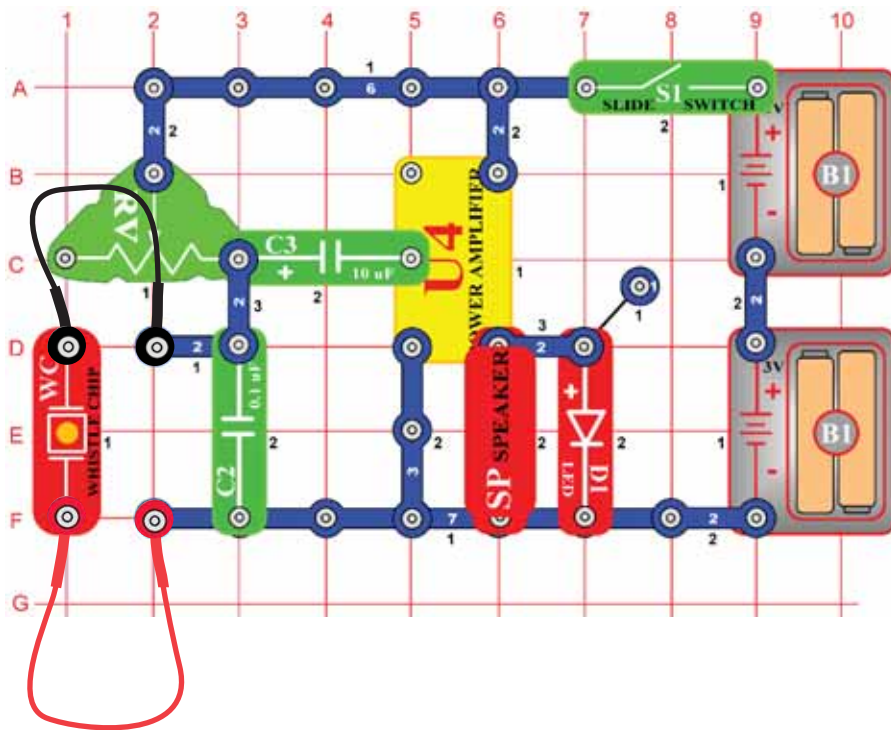 1 2 3 4 5 6 7 8 9 10
A
1
6
S1
SLIDE SWITCH
2
V
+
-
B1
1
2
2
2
2
B
RV
U4
POWER AMPLIFIER
1
C
C3
+
10 uF
2
1
2
3
2
2
1
1
D
2
1
3
2
WC
WHISTLE CHIP
1
C2
0.1 uF
2
3
SP
SPEAKER
2
+
D1
LED
2
3V
+
-
B1
1
E
F
7
1
2
2
G